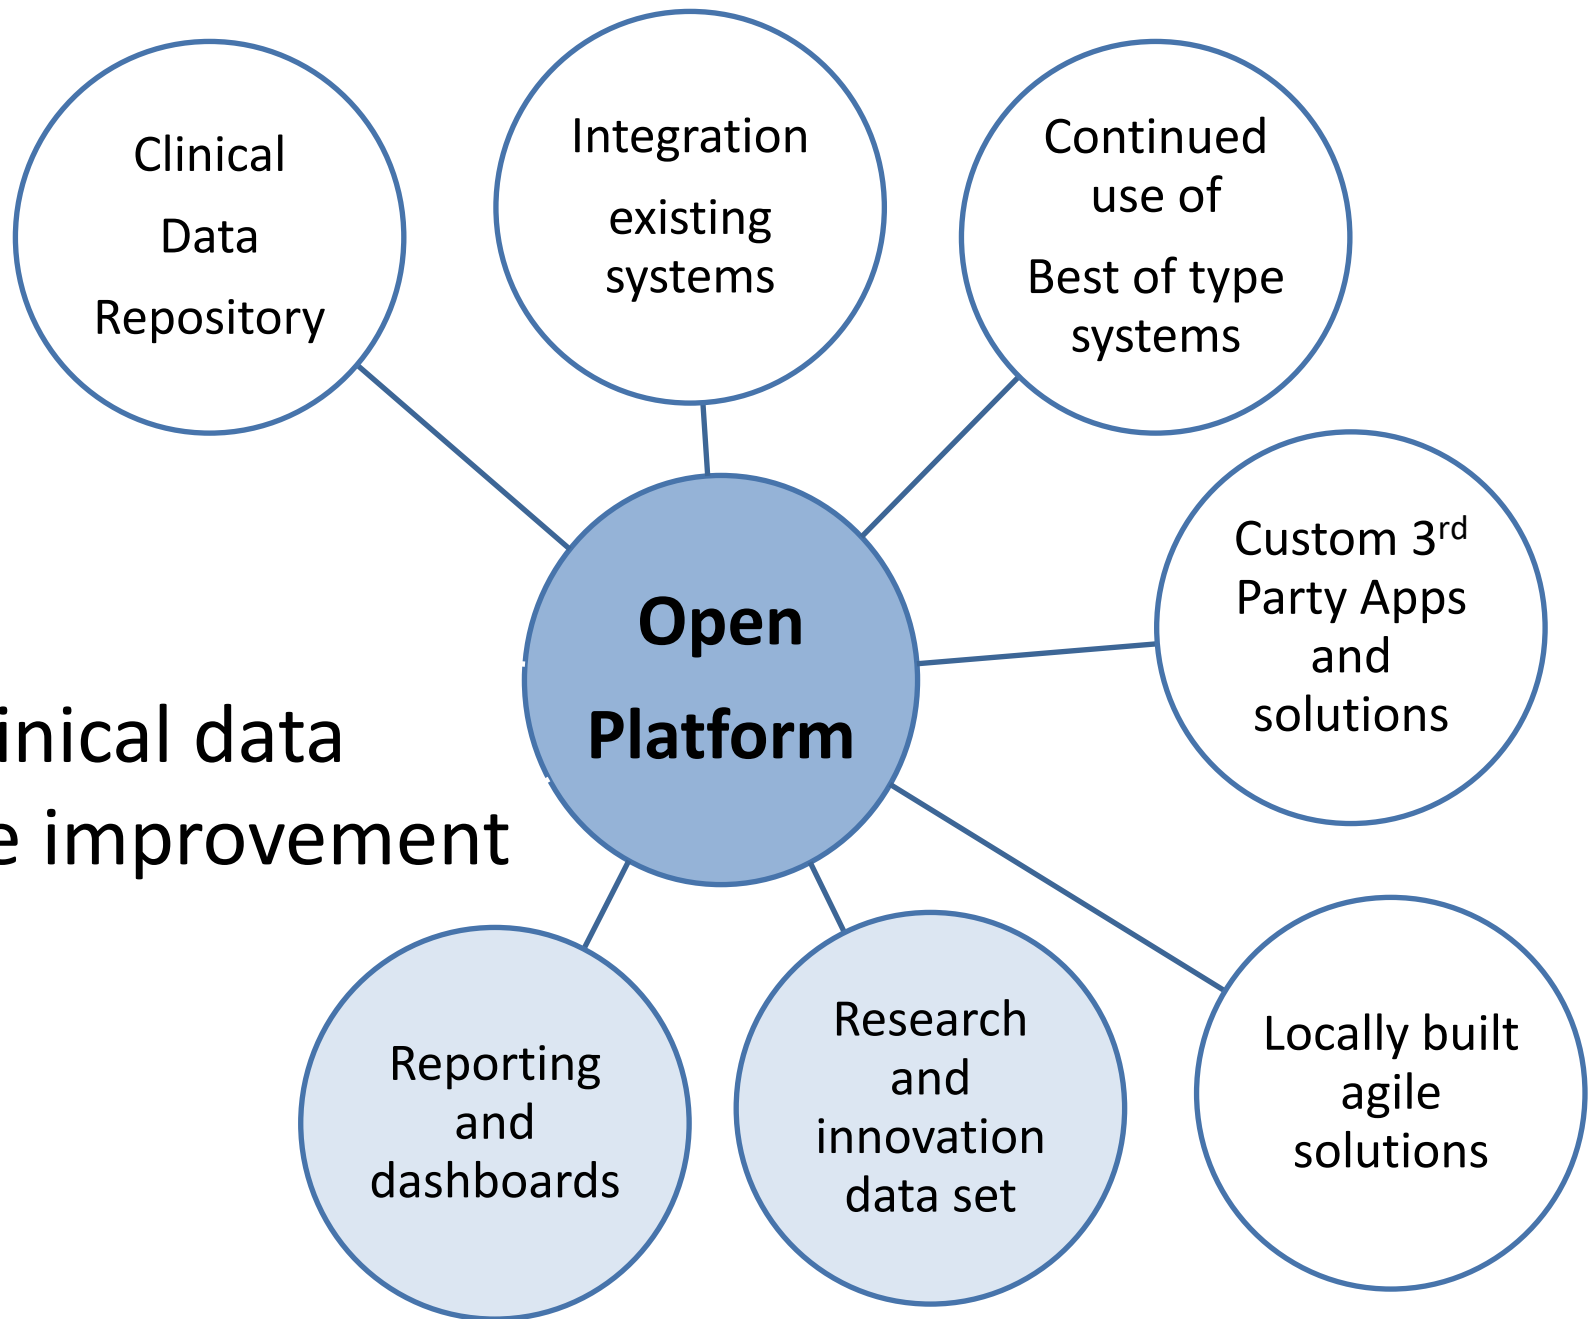 Clinical
Data
Repository
Integration
existing
systems
Continued
use of
Best of type
systems
Custom 3rd
Party Apps
and
solutions
Open
Platform
inical data
e improvement
Reporting
and
dashboards
Research
and
innovation
data set
Locally built
agile
solutions